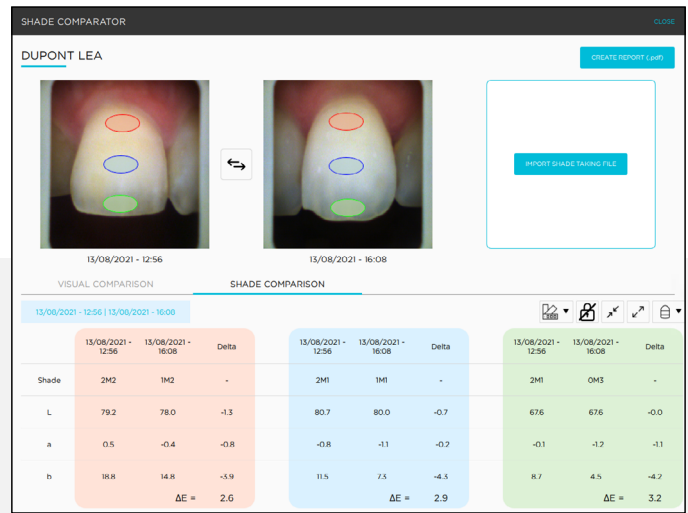 SHADE COMPARATOR CLOSE
DUPONT LEA
CREATE REPORT (.pdf)
IMPORT SHADE TAKING FILE
13/08/2021 - 12:56 13/08/2021 - 16:08
VISUAL COMPARISON SHADE COMPARISON
13/08/2021 - 12:56 | 13/08/2021 - 16:08
13/08/2021 - 12:56 13/08/2021 - 16:08 Delta 13/08/2021 - 12:56 13/08/2021 - 16:08 Delta 13/08/2021 - 12:56 13/08/2021 - 16:08 Delta
Shade 2M2 1M2 - 2M1 1M1 - 2M1 0M3 -
L 79.2 78.0 -1.3 80.7 80.0 -0.7 67.6 67.6 -0.0
a 0.5 -0.4 -0.8 -0.8 -1.1 -0.2 -0.1 -1.2 -1.1
b 18.8 14.8 -3.9 11.5 7.3 -4.3 8.7 4.5 -4.2
ΔE = 2.6 ΔE = 2.9 ΔE = 3.2